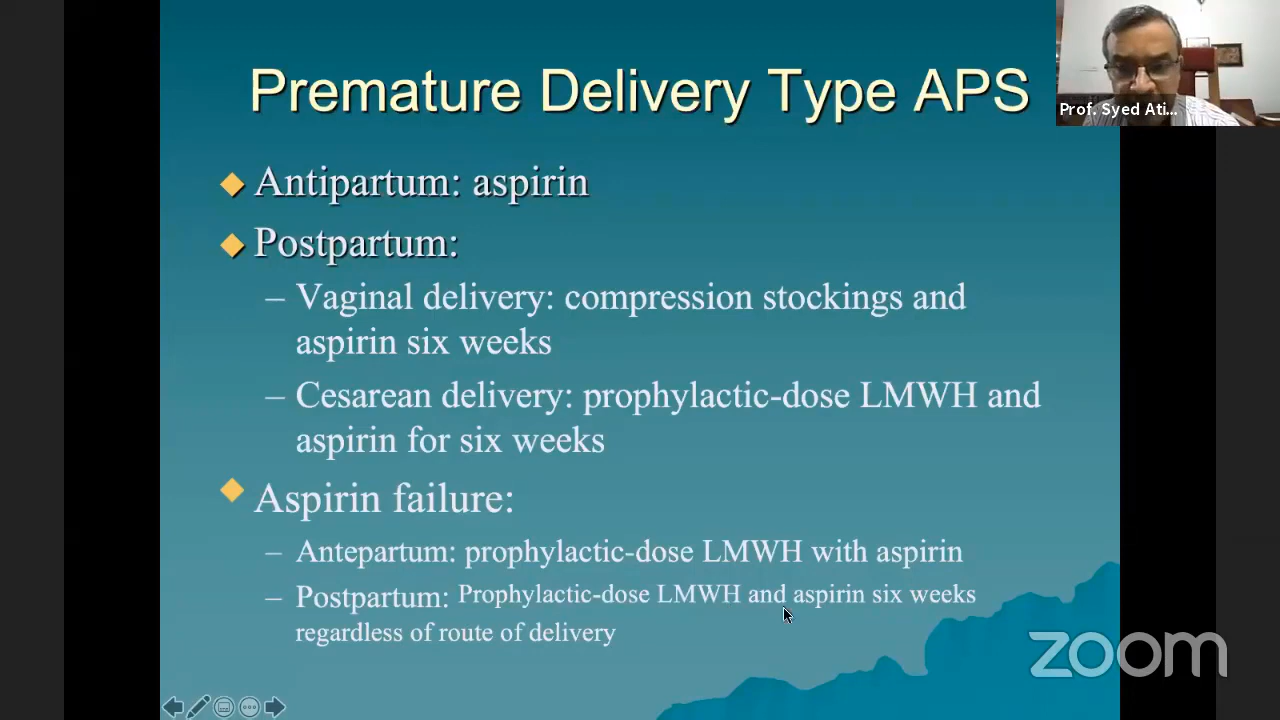 Premature Delivery Type APS
Prof. Syed Ati...
Antipartum: aspirin
Postpartum:
– Vaginal delivery: compression stockings and
aspirin six weeks
– Cesarean delivery: prophylactic-dose LMWH and
aspirin for six weeks
Aspirin failure:
– Antepartum: prophylactic-dose LMWH with aspirin
– Postpartum: Prophylactic-dose LMWH and aspirin six weeks
regardless of route of delivery
zoom